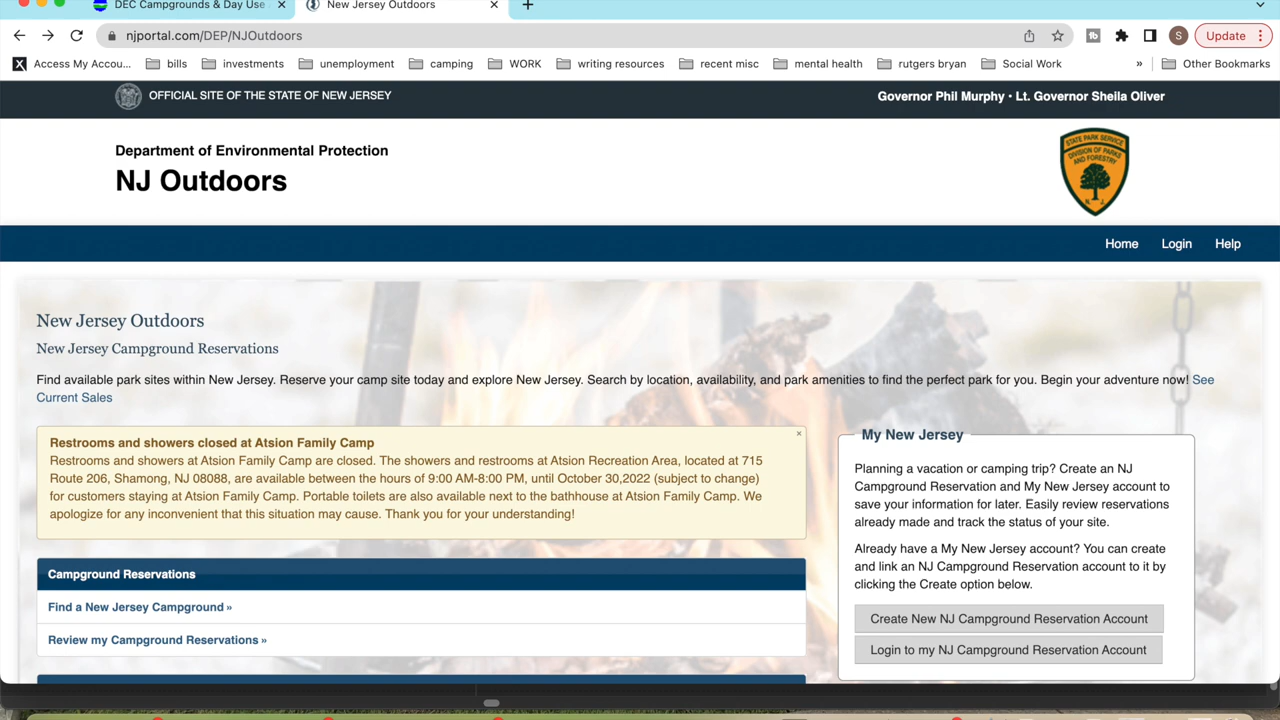 DEC Campgrounds & Day Use
New Jersey Outdoors
njportal.com/DEP/NJOutdoors
S
Update
Access My Accou...
bills
investments
unemployment
camping
WORK
writing resources
recent misc
mental health
rutgers bryan
Social Work
»
Other Bookmarks
OFFICIAL SITE OF THE STATE OF NEW JERSEY
Governor Phil Murphy • Lt. Governor Sheila Oliver
Department of Environmental Protection
NJ Outdoors
STATE PARK SERVICE
DIVISION OF PARKS
AND FORESTRY
N. J.
Home
Login
Help
New Jersey Outdoors
New Jersey Campground Reservations
Find available park sites within New Jersey. Reserve your camp site today and explore New Jersey. Search by location, availability, and park amenities to find the perfect park for you. Begin your adventure now! See
Current Sales
Restrooms and showers closed at Atsion Family Camp
Restrooms and showers at Atsion Family Camp are closed. The showers and restrooms at Atsion Recreation Area, located at 715
Route 206, Shamong, NJ 08088, are available between the hours of 9:00 AM-8:00 PM, until October 30,2022 (subject to change)
for customers staying at Atsion Family Camp. Portable toilets are also available next to the bathhouse at Atsion Family Camp. We
apologize for any inconvenient that this situation may cause. Thank you for your understanding!
Campground Reservations
Find a New Jersey Campground »
Review my Campground Reservations »
My New Jersey
Planning a vacation or camping trip? Create an NJ
Campground Reservation and My New Jersey account to
save your information for later. Easily review reservations
already made and track the status of your site.
Already have a My New Jersey account? You can create
and link an NJ Campground Reservation account to it by
clicking the Create option below.
Create New NJ Campground Reservation Account
Login to my NJ Campground Reservation Account